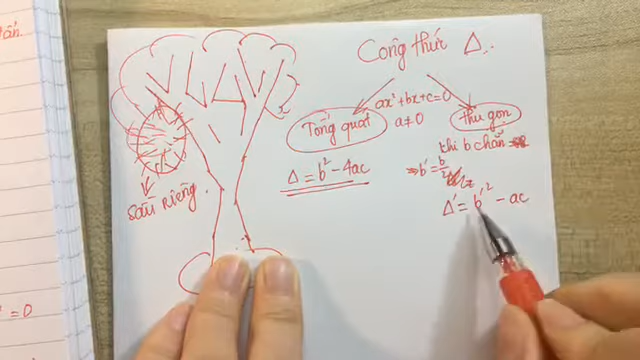 Công thức Δ
ax²+bx+c=0
a≠0
Tổng quát
Δ = b² - 4ac
thu gọn
khi b chẵn
⇒ b' = b/2
Δ' = b'² - ac
Sầu riêng
= 0